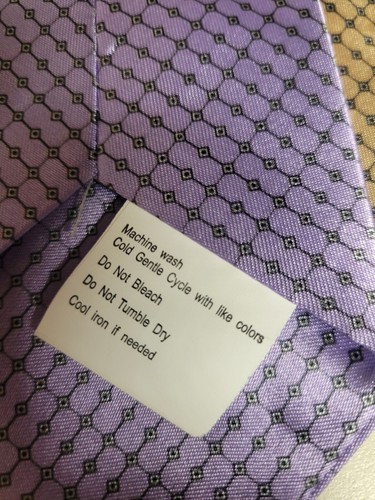 Machine wash
Cold Gentle Cycle with like colors
Do Not Bleach
Do Not Tumble Dry
Cool iron if needed